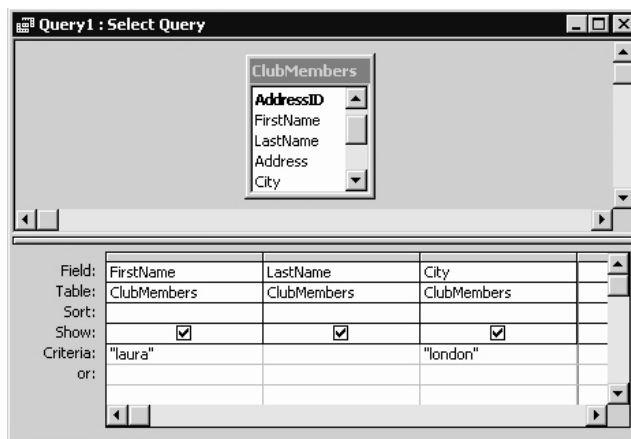 Query1 : Select Query
ClubMembers
AddressID
FirstName
LastName
Address
City
Field: FirstName LastName City
Table: ClubMembers ClubMembers ClubMembers
Sort:
Show:
Criteria: "laura" "london"
or: